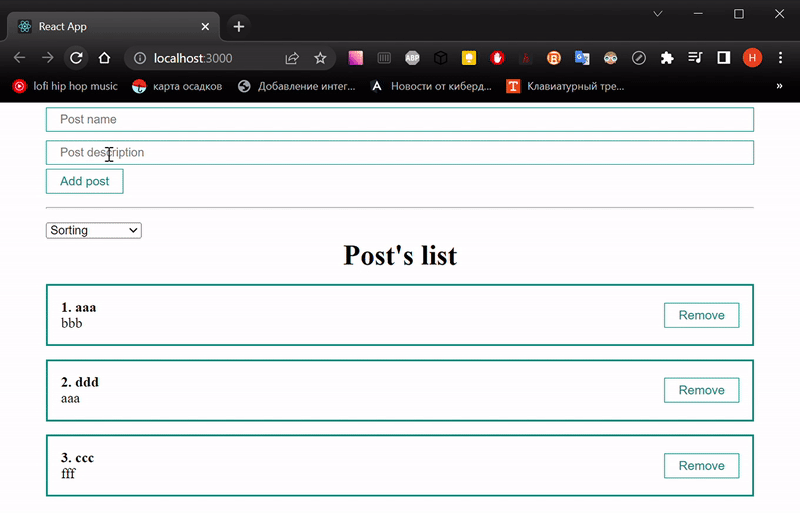 React App
localhost:3000
ABP
H
lofi hip hop music
карта осадков
Добавление интег...
Новости от киберд...
Клавиатурный тре...
»
Post name
Post description
Add post
Sorting
Post's list
1. aaa
bbb
Remove
2. ddd
aaa
Remove
3. ccc
fff
Remove